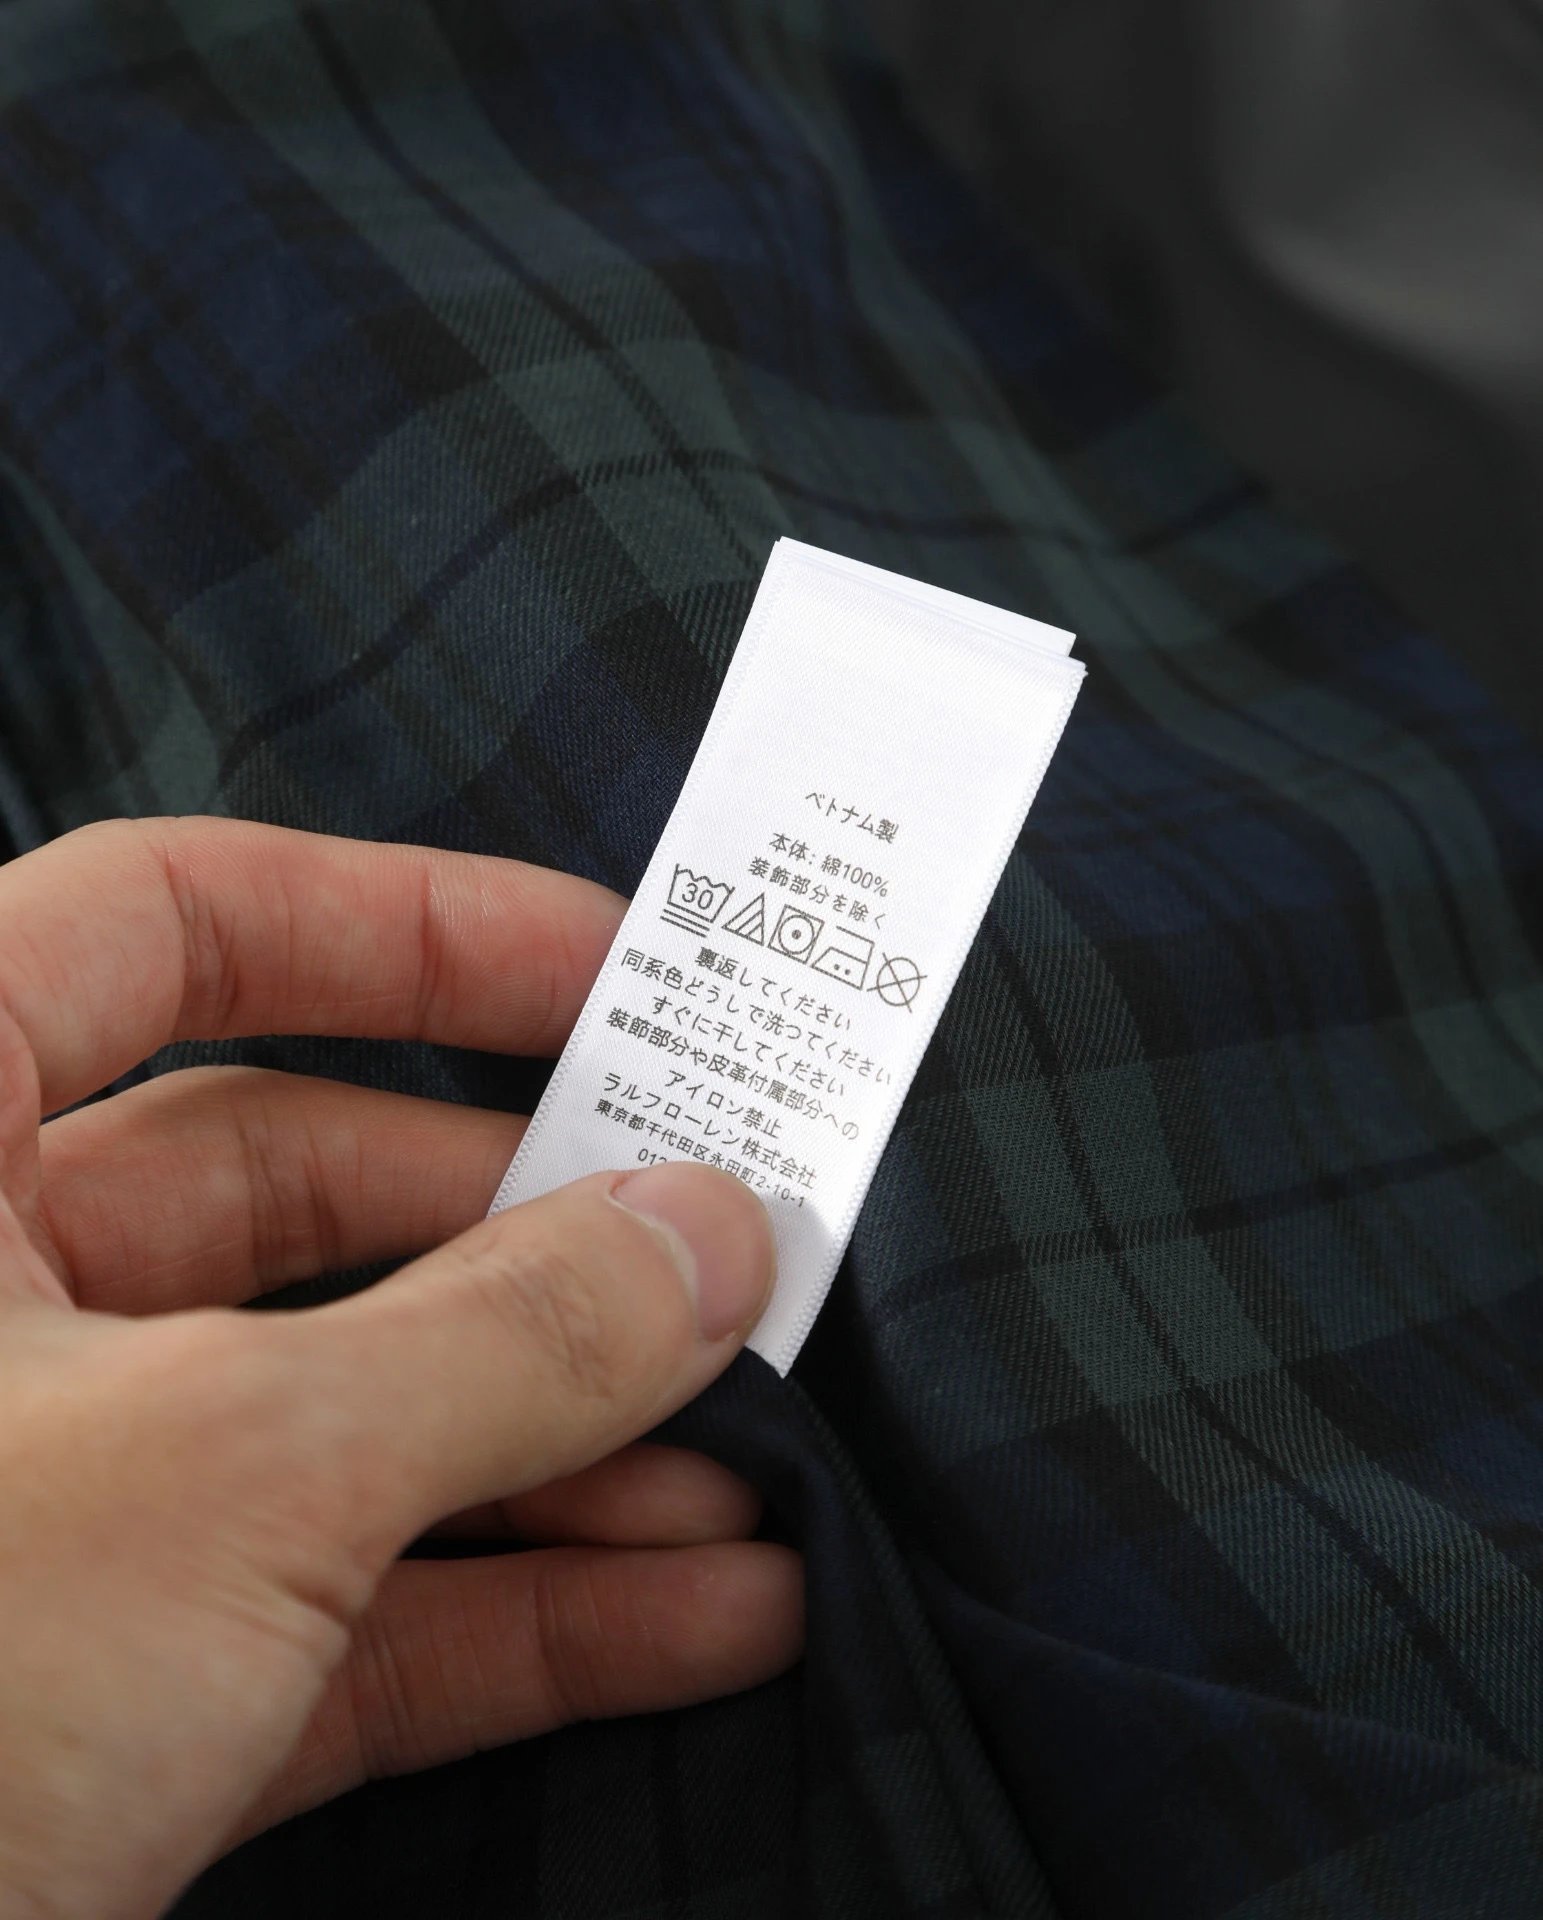 ベトナム製
本体: 綿100%
装飾部分を除く
30
裏返してください
同系色どうしで洗つてください
すぐに干してください
装飾部分や皮革付属部分への
アイロン禁止
ラルフローレン株式会社
東京都千代田区永田町2-10-1
012